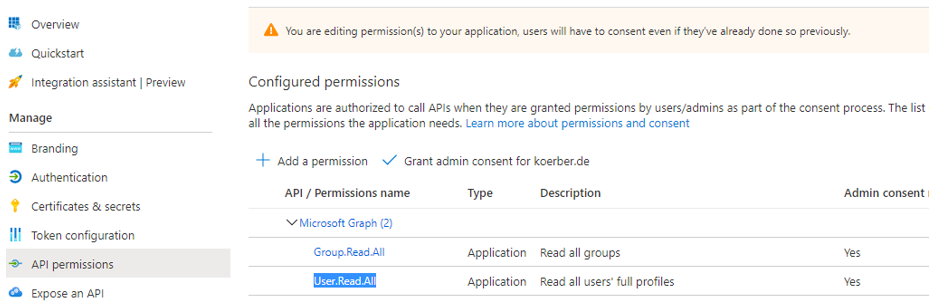 Overview
Quickstart
Integration assistant | Preview
Manage
Branding
Authentication
Certificates & secrets
Token configuration
API permissions
Expose an API
You are editing permission(s) to your application, users will have to consent even if they've already done so previously.
Configured permissions
Applications are authorized to call APIs when they are granted permissions by users/admins as part of the consent process. The list
all the permissions the application needs. Learn more about permissions and consent
Add a permission Grant admin consent for koerber.de
API / Permissions name Type Description Admin consent
Microsoft Graph (2)
Group.Read.All Application Read all groups Yes
User.Read.All Application Read all users' full profiles Yes